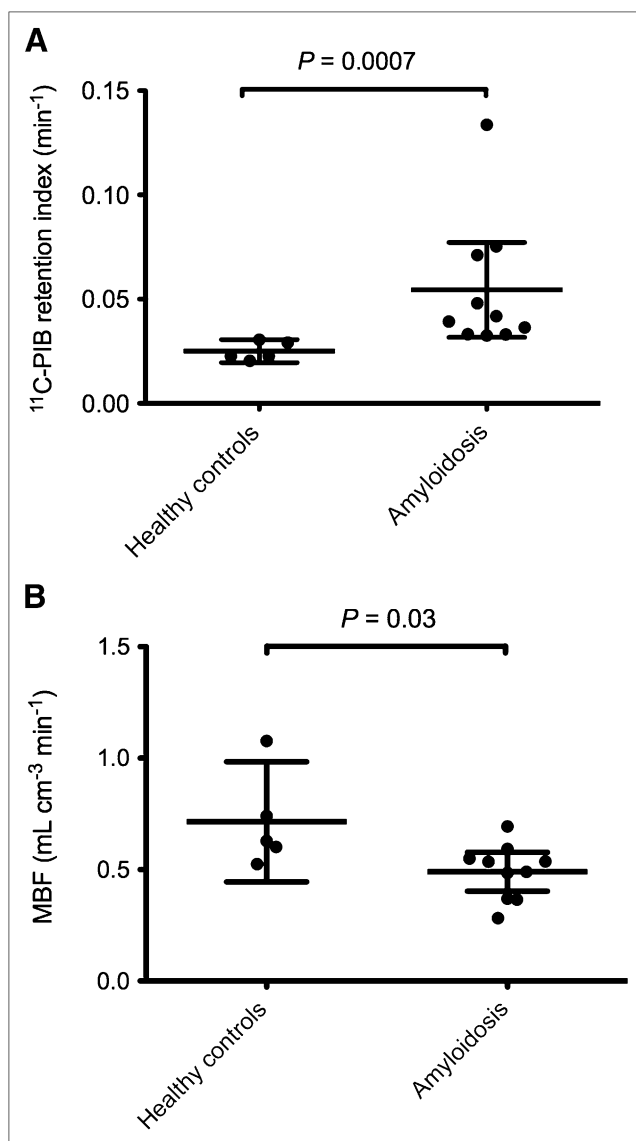 A
P = 0.0007
¹¹C-PIB retention index (min⁻¹)
0.15
0.10
0.05
0.00
Healthy controls
Amyloidosis
B
P = 0.03
MBF (mL cm⁻³ min⁻¹)
1.5
1.0
0.5
0.0
Healthy controls
Amyloidosis